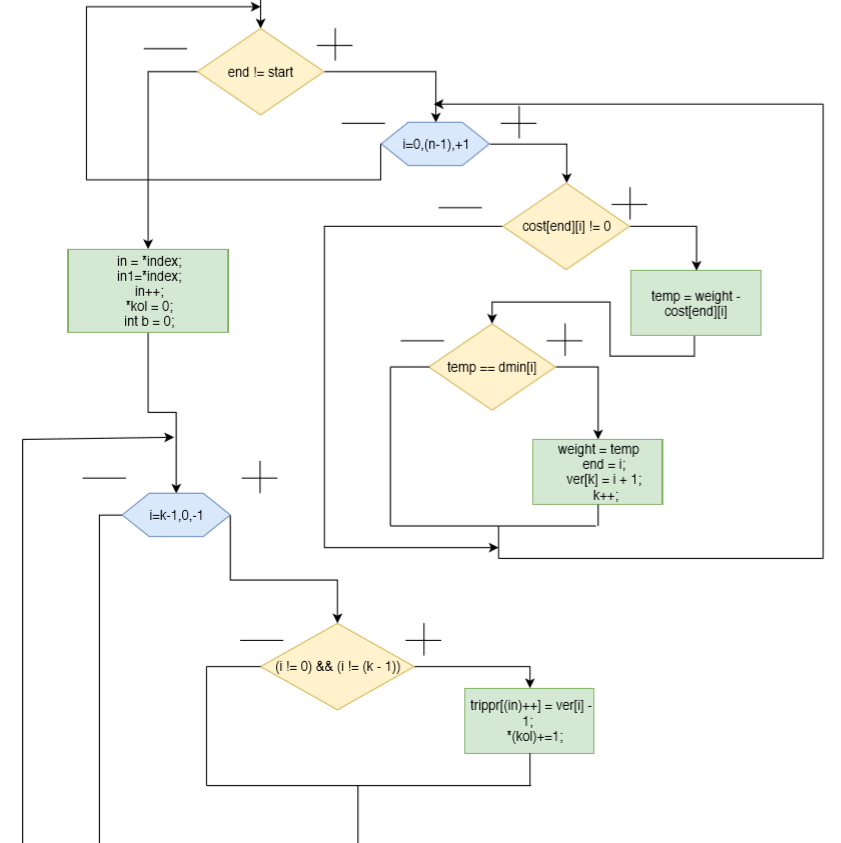 end != start
i=0,(n-1),+1
cost[end][i] != 0
in = *index;
in1=*index;
in++;
*kol = 0;
int b = 0;
temp = weight -
cost[end][i]
temp == dmin[i]
weight = temp
end = i;
ver[k] = i + 1;
k++;
i=k-1,0,-1
(i != 0) && (i != (k - 1))
trippr[(in)++] = ver[i] -
1;
*(kol)+=1;